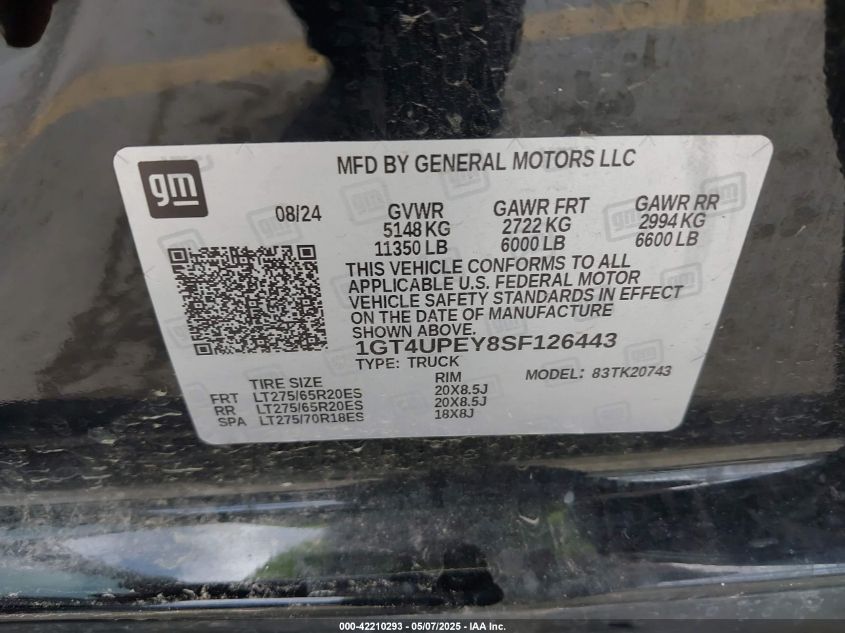 gm
MFD BY GENERAL MOTORS LLC
08/24
GVWR GAWR FRT GAWR RR
5148 KG 2722 KG 2994 KG
11350 LB 6000 LB 6600 LB
THIS VEHICLE CONFORMS TO ALL
APPLICABLE U.S. FEDERAL MOTOR
VEHICLE SAFETY STANDARDS IN EFFECT
ON THE DATE OF MANUFACTURE
SHOWN ABOVE.
1GT4UPEY8SF126443
TYPE: TRUCK
MODEL: 83TK20743
TIRE SIZE RIM
FRT LT275/65R20ES 20X8.5J
RR LT275/65R20ES 20X8.5J
SPA LT275/70R18ES 18X8J
000-42210293 - 05/07/2025 - IAA Inc.